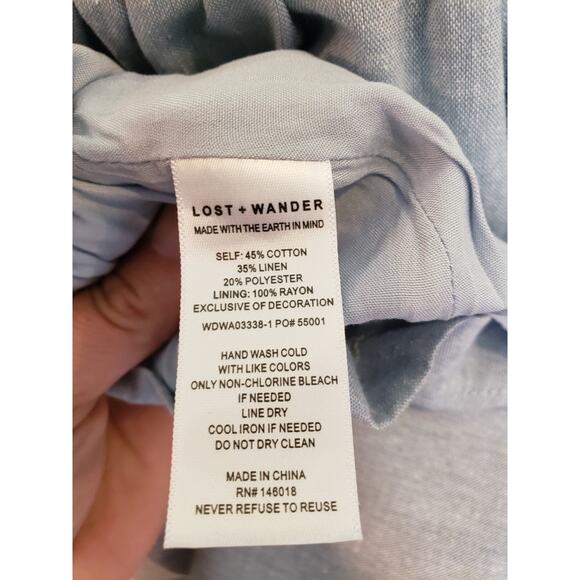 LOST + WANDER
MADE WITH THE EARTH IN MIND
SELF: 45% COTTON
35% LINEN
20% POLYESTER
LINING: 100% RAYON
EXCLUSIVE OF DECORATION
WDWA03338-1 PO# 55001
HAND WASH COLD
WITH LIKE COLORS
ONLY NON-CHLORINE BLEACH
IF NEEDED
LINE DRY
COOL IRON IF NEEDED
DO NOT DRY CLEAN
MADE IN CHINA
RN# 146018
NEVER REFUSE TO REUSE